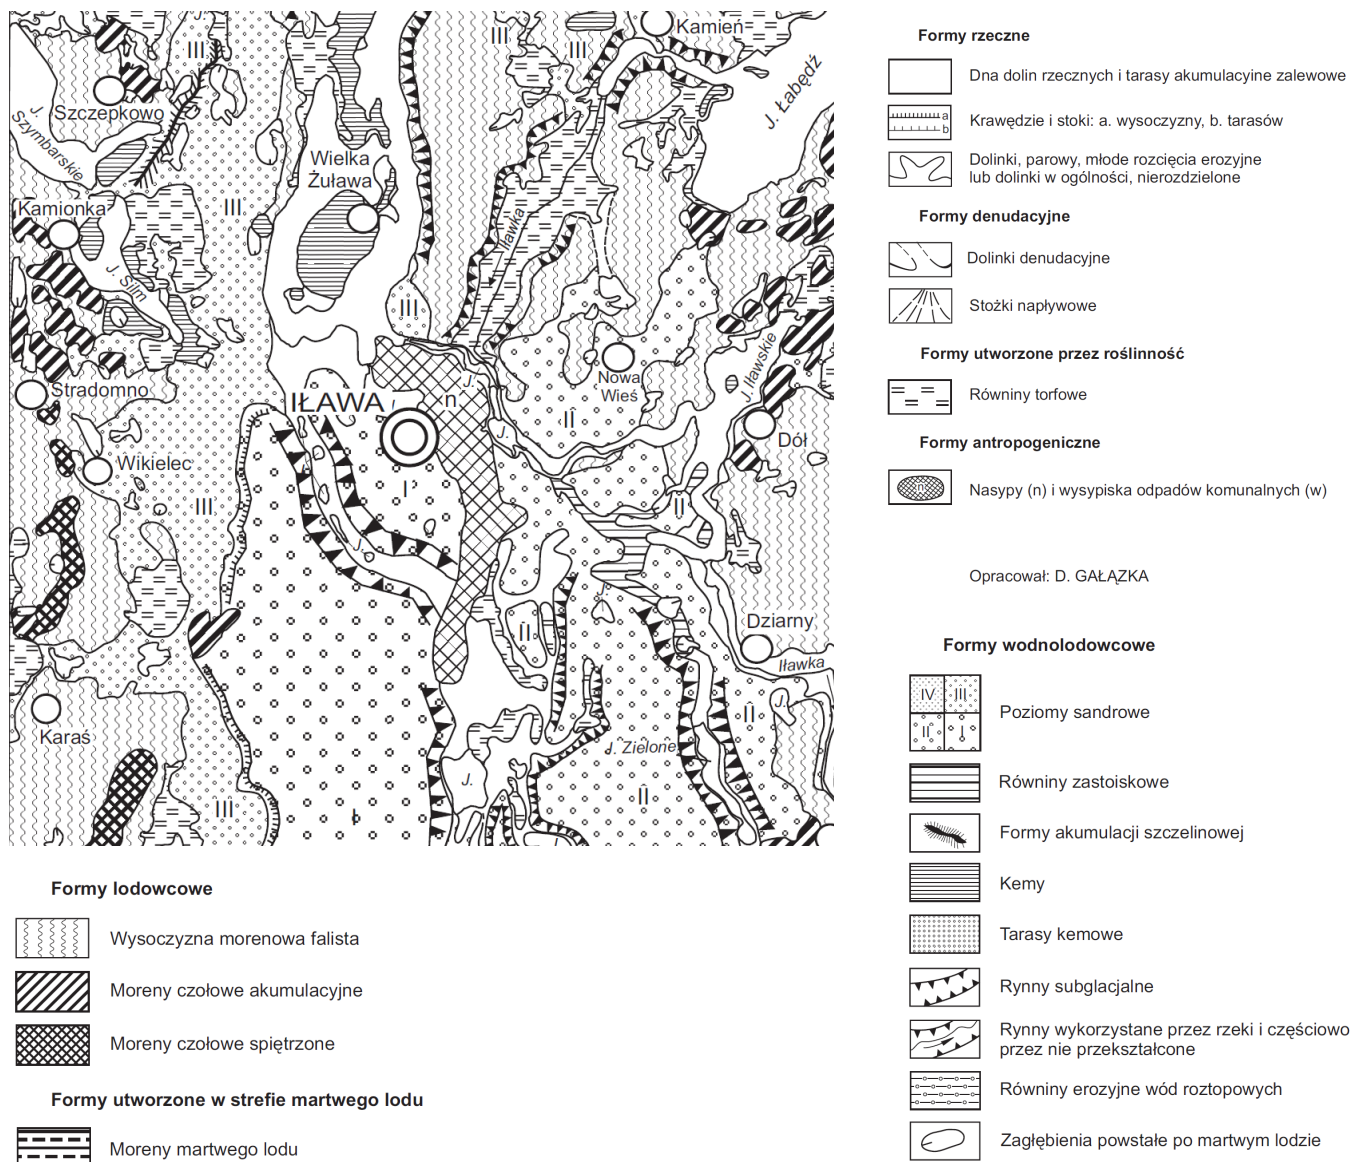 J.
III
III
III
Kamień
Szczepkowo
J. Łabędź
J.
Szymbarskie
Wielka
Żuława
Kamionka
III
Iławka
J. Silm
III
Stradomno
J.
Nowa
Wieś
J. Iławskie
IŁAWA
J.
n
II
J.
Dół
Wikielec
J.
I
III
II
J.
J.
II
Dziarny
Iławka
Karaś
J.
II
J. Zielone
J.
II
III
I
Formy rzeczne
Dna dolin rzecznych i tarasy akumulacyjne zalewowe
a
b
Krawędzie i stoki: a. wysoczyzny, b. tarasów
Dolinki, parowy, młode rozcięcia erozyjne
lub dolinki w ogólności, nierozdzielone
Formy denudacyjne
Dolinki denudacyjne
Stożki napływowe
Formy utworzone przez roślinność
Równiny torfowe
Formy antropogeniczne
n
Nasypy (n) i wysypiska odpadów komunalnych (w)
Opracował: D. GAŁĄZKA
Formy wodnolodowcowe
IV III
II I
Poziomy sandrowe
Równiny zastoiskowe
Formy akumulacji szczelinowej
Kemy
Tarasy kemowe
Rynny subglacjalne
Rynny wykorzystane przez rzeki i częściowo
przez nie przekształcone
Równiny erozyjne wód roztopowych
Zagłębienia powstałe po martwym lodzie
Formy lodowcowe
Wysoczyzna morenowa falista
Moreny czołowe akumulacyjne
Moreny czołowe spiętrzone
Formy utworzone w strefie martwego lodu
Moreny martwego lodu